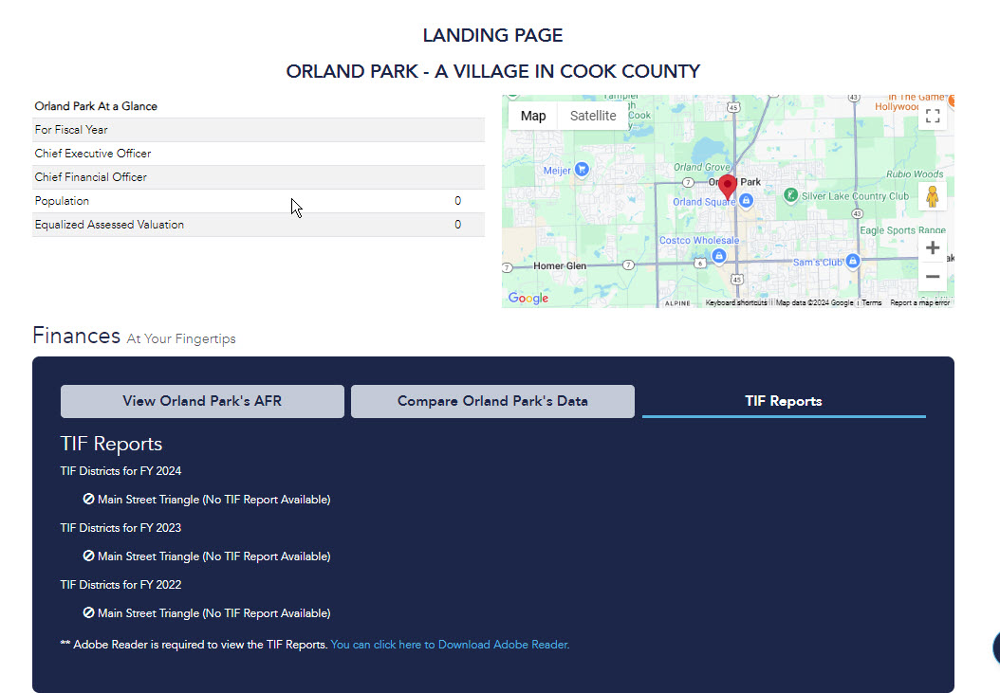 LANDING PAGE
ORLAND PARK - A VILLAGE IN COOK COUNTY
Orland Park At a Glance
For Fiscal Year
Chief Executive Officer
Chief Financial Officer
Population 0
Equalized Assessed Valuation 0
Map Satellite
Cook
43
45
In The Game
Hollywood
Meijer
Orland Grove
7
Park
Rubio Woods
Orland Square
Silver Lake Country Club
43
Eagle Sports Range
Costco Wholesale
Sam's Club
7
Homer Glen
7
6
45
Google
ALPINE
Keyboard shortcuts
Map data ©2024 Google
Terms
Report a map error
Finances At Your Fingertips
View Orland Park's AFR
Compare Orland Park's Data
TIF Reports
TIF Reports
TIF Districts for FY 2024
Main Street Triangle (No TIF Report Available)
TIF Districts for FY 2023
Main Street Triangle (No TIF Report Available)
TIF Districts for FY 2022
Main Street Triangle (No TIF Report Available)
** Adobe Reader is required to view the TIF Reports. You can click here to Download Adobe Reader.